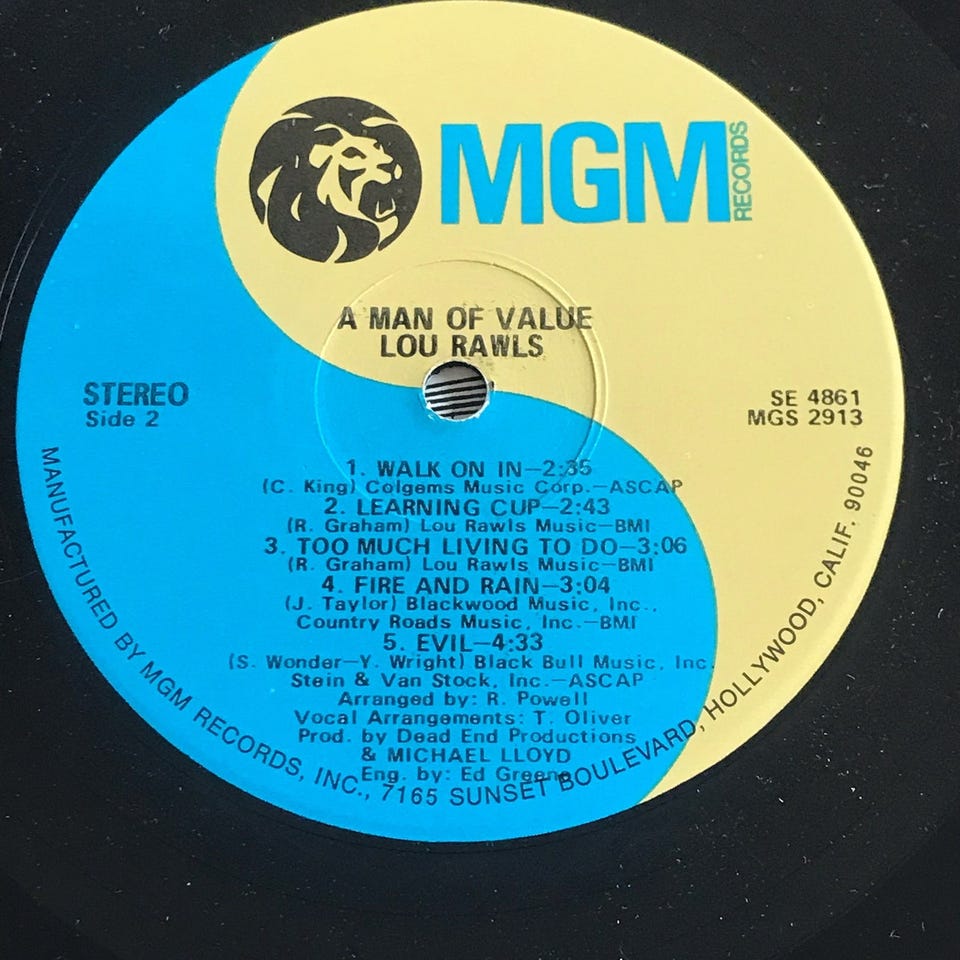 MGM RECORDS
A MAN OF VALUE
LOU RAWLS
STEREO
Side 2
SE 4861
MGS 2913
1. WALK ON IN—2:35
(C. King) Colgems Music Corp.—ASCAP
2. LEARNING CUP—2:43
(R. Graham) Lou Rawls Music—BMI
3. TOO MUCH LIVING TO DO—3:06
(R. Graham) Lou Rawls Music—BMI
4. FIRE AND RAIN—3:04
(J. Taylor) Blackwood Music, Inc.,
Country Roads Music, Inc.—BMI
5. EVIL—4:33
(S. Wonder—Y. Wright) Black Bull Music, Inc.
Stein & Van Stock, Inc.—ASCAP
Arranged by: R. Powell
Vocal Arrangements: T. Oliver
Prod. by Dead End Productions
& MICHAEL LLOYD
Eng. by: Ed Greene
MANUFACTURED BY MGM RECORDS, INC., 7165 SUNSET BOULEVARD, HOLLYWOOD, CALIF. 90046